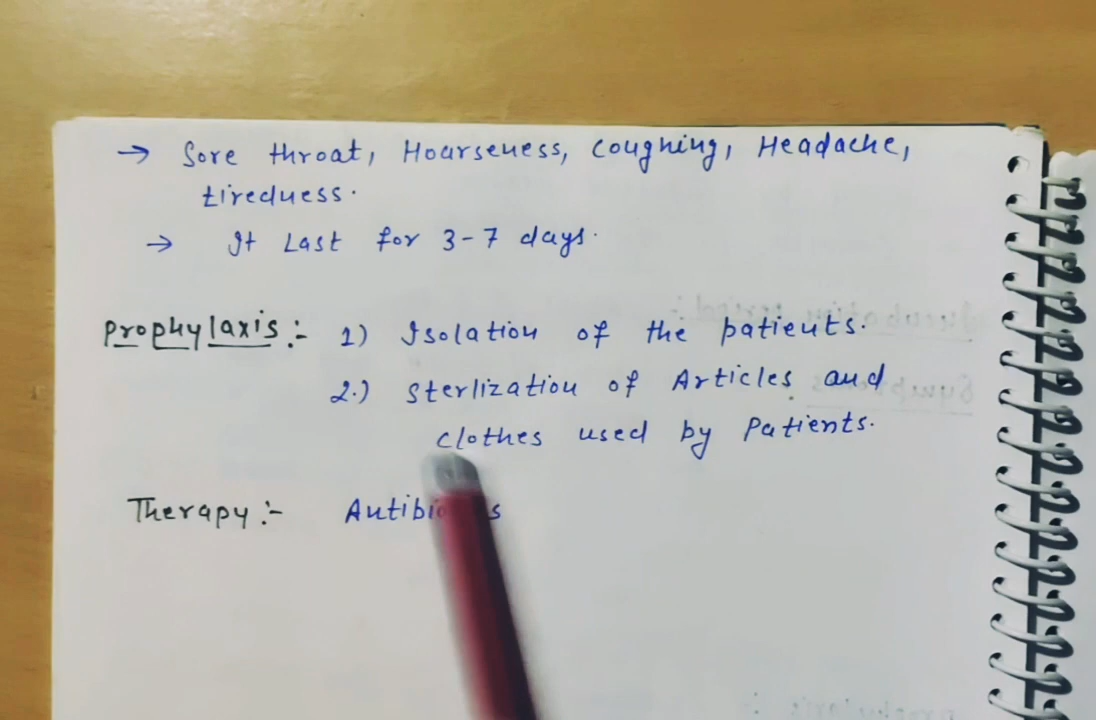 → Sore throat, Hoarseness, Coughing, Headache,
tiredness.
→ It Last for 3-7 days.
Prophylaxis:- 1) Isolation of the patients.
2.) Sterlization of Articles and
Clothes used by Patients.
Therapy:-